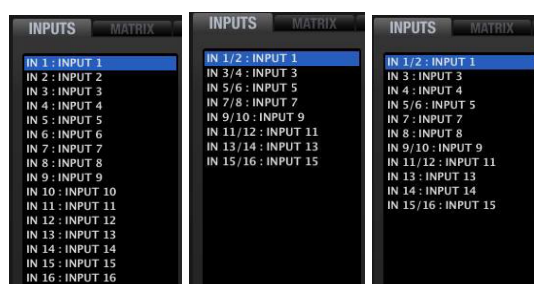 INPUTS MATRIX
IN 1 : INPUT 1
IN 2 : INPUT 2
IN 3 : INPUT 3
IN 4 : INPUT 4
IN 5 : INPUT 5
IN 6 : INPUT 6
IN 7 : INPUT 7
IN 8 : INPUT 8
IN 9 : INPUT 9
IN 10 : INPUT 10
IN 11 : INPUT 11
IN 12 : INPUT 12
IN 13 : INPUT 13
IN 14 : INPUT 14
IN 15 : INPUT 15
IN 16 : INPUT 16
INPUTS MATRIX
IN 1/2 : INPUT 1
IN 3/4 : INPUT 3
IN 5/6 : INPUT 5
IN 7/8 : INPUT 7
IN 9/10 : INPUT 9
IN 11/12 : INPUT 11
IN 13/14 : INPUT 13
IN 15/16 : INPUT 15
INPUTS MATRIX
IN 1/2 : INPUT 1
IN 3 : INPUT 3
IN 4 : INPUT 4
IN 5/6 : INPUT 5
IN 7 : INPUT 7
IN 8 : INPUT 8
IN 9/10 : INPUT 9
IN 11/12 : INPUT 11
IN 13 : INPUT 13
IN 14 : INPUT 14
IN 15/16 : INPUT 15